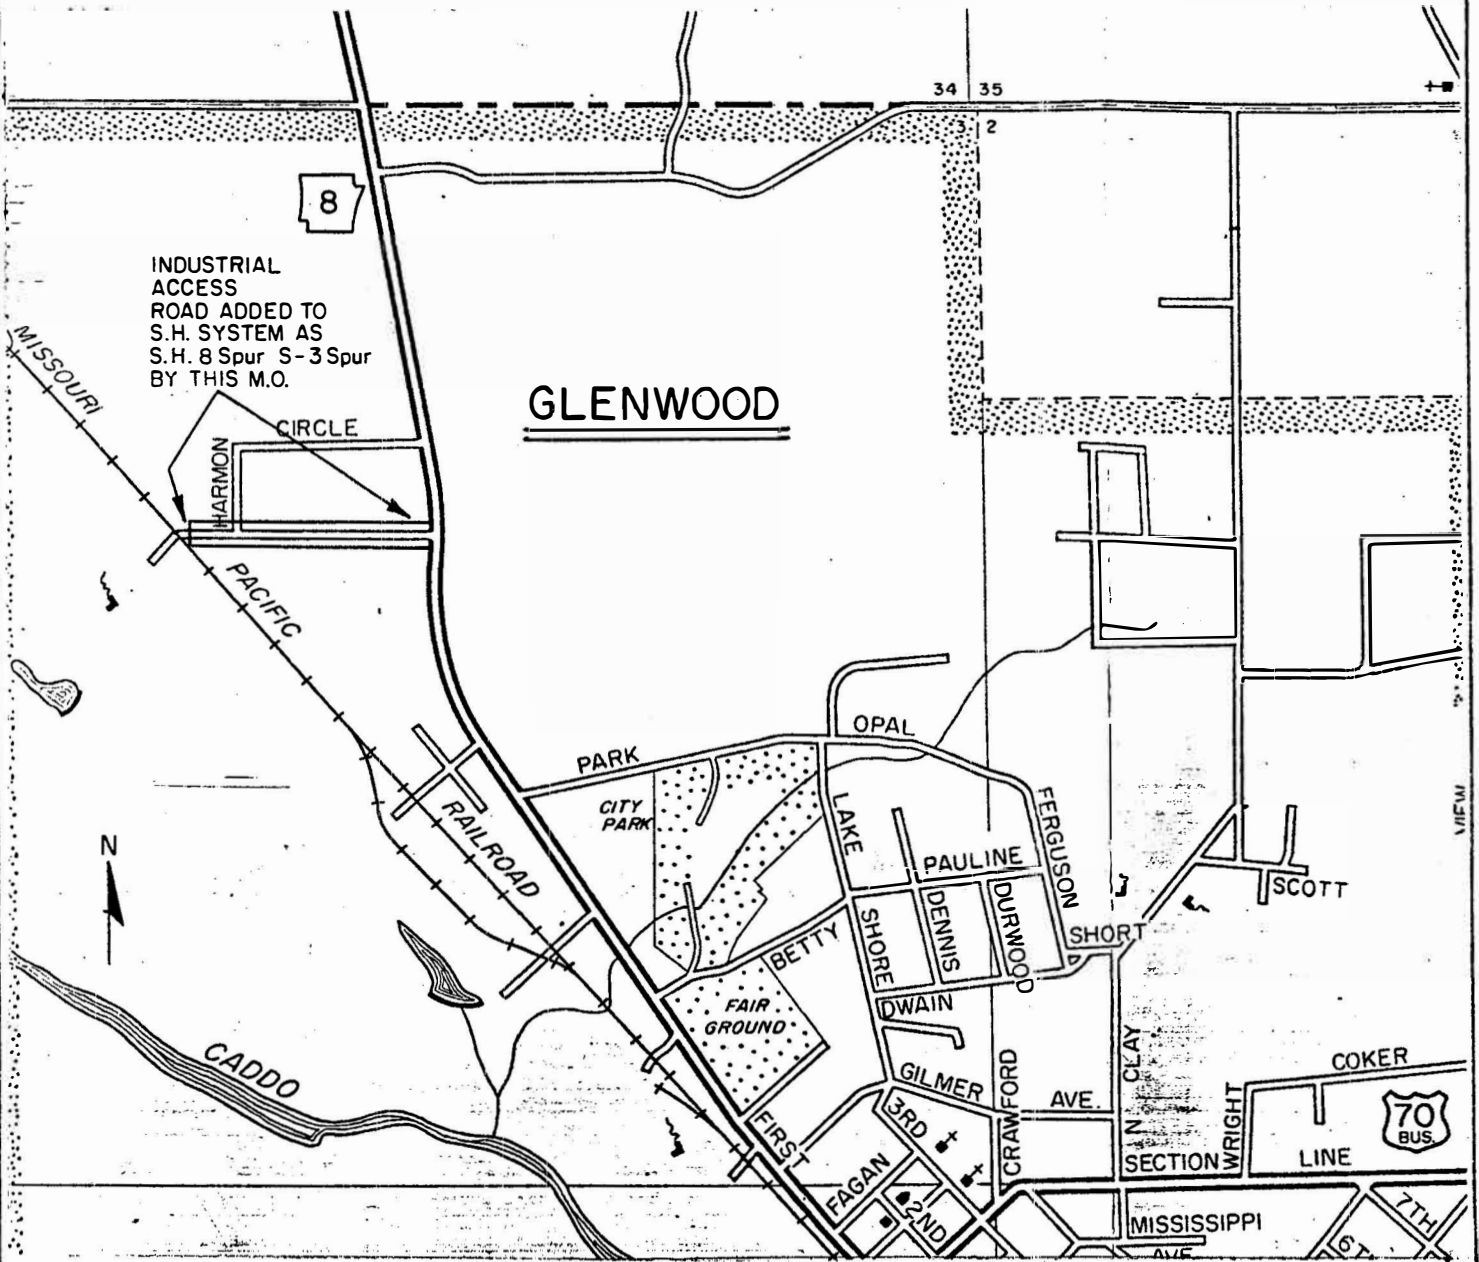 34 35
3 2
8
INDUSTRIAL
ACCESS
ROAD ADDED TO
S.H. SYSTEM AS
S.H. 8 Spur S-3 Spur
BY THIS M.O.
MISSOURI
GLENWOOD
CIRCLE
HARMON
PACIFIC
OPAL
PARK
CITY
PARK
LAKE
FERGUSON
VIEW
RAILROAD
N
PAULINE
SCOTT
DENNIS
DURWOOD
SHORE
BETTY
SHORT
DWAIN
FAIR
GROUND
CADDO
GILMER
AVE.
CRAWFORD
N CLAY
COKER
WRIGHT
70
BUS.
3RD
FIRST
SECTION LINE
FAGAN
2ND
MISSISSIPPI
AVE
7TH
6T